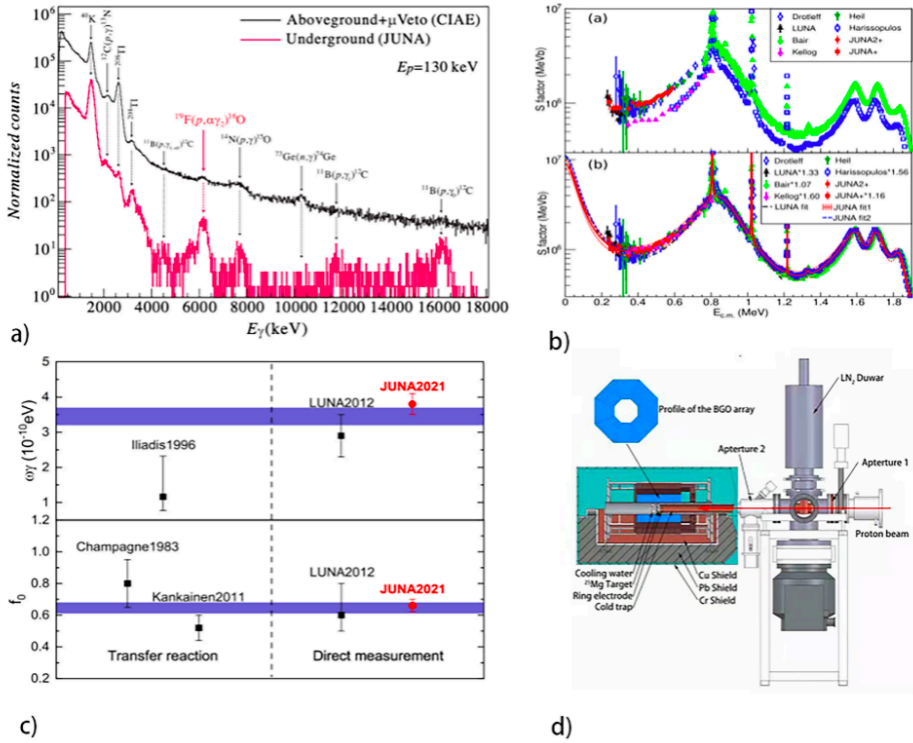 Aboveground+μVeto (CIAE)
Underground (JUNA)
Eₚ=130 keV
⁴⁰K
¹²C(p,γ)¹³N
²⁰⁸Tl
²⁰⁸Tl
¹⁹F(p,αγ₂)¹⁶O
¹⁴N(p,γ)¹⁵O
⁷³Ge(n,γ)⁷⁴Ge
Normalized counts
10⁶
10⁵
10⁴
10³
10²
10¹
10⁰
0 2000 4000 6000 8000 10000 12000 14000 16000 18000
Eγ(keV)
a)
(a)
Drotleff
LUNA
Bair
Kellog
Heil
Harissopulos
JUNA2+
JUNA+
S factor (MeVb)
10⁶
(b)
Drotleff
LUNA*1.33
Bair*1.07
Kellog*1.60
LUNA fit
Heil
Harissopulos*1.56
JUNA2+
JUNA+*1.16
JUNA fit1
JUNA fit2
S factor (MeVb)
10⁶
0 0.2 0.4 0.6 0.8 1 1.2 1.4 1.6 1.8
E c.m. (MeV)
b)
ωγ (10⁻¹⁰eV)
4
3
2
1
JUNA2021
LUNA2012
Iliadis1996
f₀
1.2
1.0
0.8
0.6
0.4
0.2
Champagne1983
Kankainen2011
LUNA2012
JUNA2021
Transfer reaction
Direct measurement
c)
LN₂ Duwar
Profile of the BGO array
Apterture 2
Apterture 1
Proton beam
Cooling water
²⁵Mg Target
Ring electrode
Cold trap
Cu Shield
Pb Shield
Cr Shield
d)